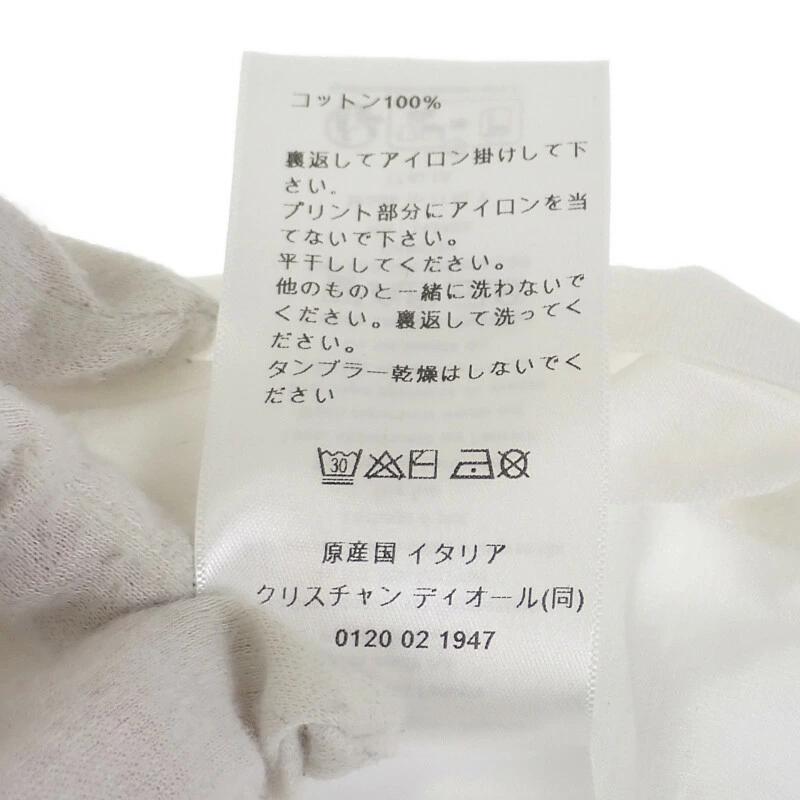 コットン100%
裏返してアイロン掛けして下
さい。
プリント部分にアイロンを当
てないで下さい。
平干ししてください。
他のものと一緒に洗わないで
ください。裏返して洗ってく
ださい。
タンブラー乾燥はしないでく
ださい
30
原産国 イタリア
クリスチャン ディオール(同)
0120 02 1947